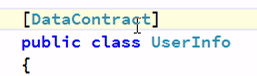 [DataContract]
public class UserInfo
{